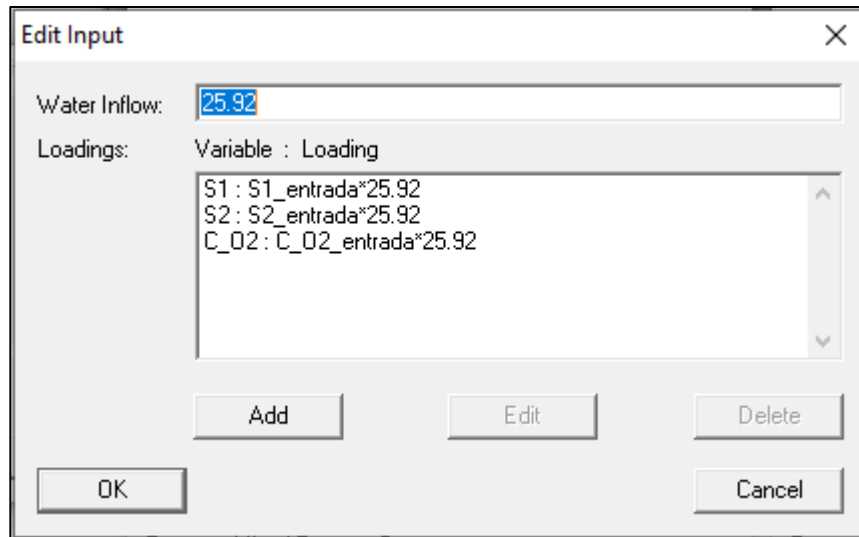 Edit Input
Water Inflow: 25.92
Loadings: Variable : Loading
S1 : S1_entrada*25.92
S2 : S2_entrada*25.92
C_O2 : C_O2_entrada*25.92
Add Edit Delete
OK Cancel